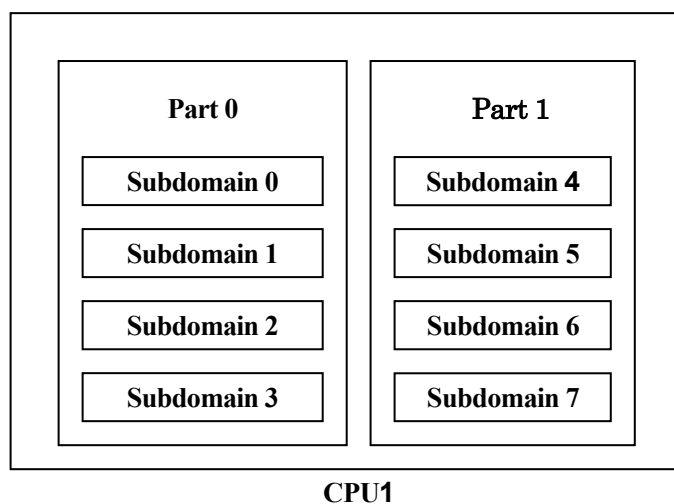 Part 0
Subdomain 0
Subdomain 1
Subdomain 2
Subdomain 3
Part 1
Subdomain 4
Subdomain 5
Subdomain 6
Subdomain 7
CPU1